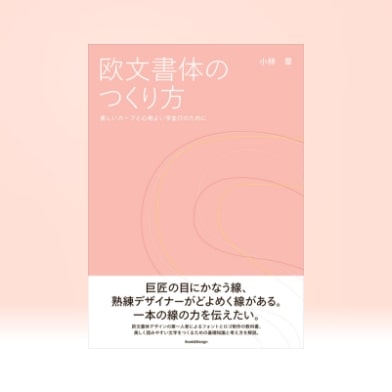 欧文書体の
つくり方
小林 章
美しいカーブと心地よい字並びのために
巨匠の目にかなう線、
熟練デザイナーがどよめく線がある。
一本の線の力を伝えたい。
欧文書体デザインの第一人者によるフォントとロゴ制作の教科書。
美しく読みやすい文字をつくるための基礎知識と考え方を解説。
Book&Design